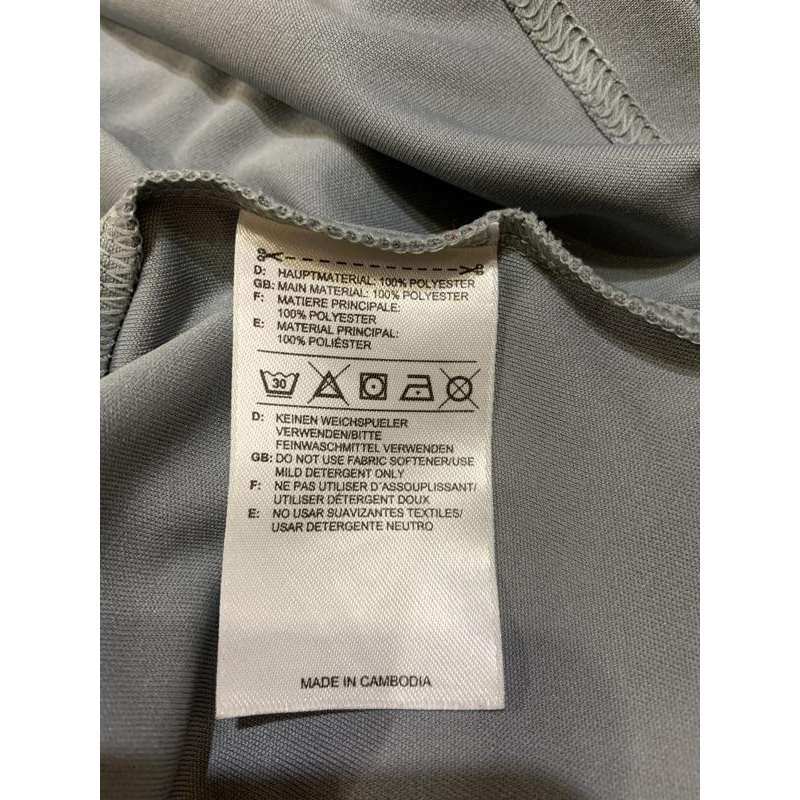 D: HAUPTMATERIAL: 100% POLYESTER
GB: MAIN MATERIAL: 100% POLYESTER
F: MATIERE PRINCIPALE:
100% POLYESTER
E: MATERIAL PRINCIPAL:
100% POLIÉSTER
30
D: KEINEN WEICHSPUELER
VERWENDEN/BITTE
FEINWASCHMITTEL VERWENDEN
GB: DO NOT USE FABRIC SOFTENER/USE
MILD DETERGENT ONLY
F: NE PAS UTILISER D'ASSOUPLISSANT/
UTILISER DÉTERGENT DOUX
E: NO USAR SUAVIZANTES TEXTILES/
USAR DETERGENTE NEUTRO
MADE IN CAMBODIA